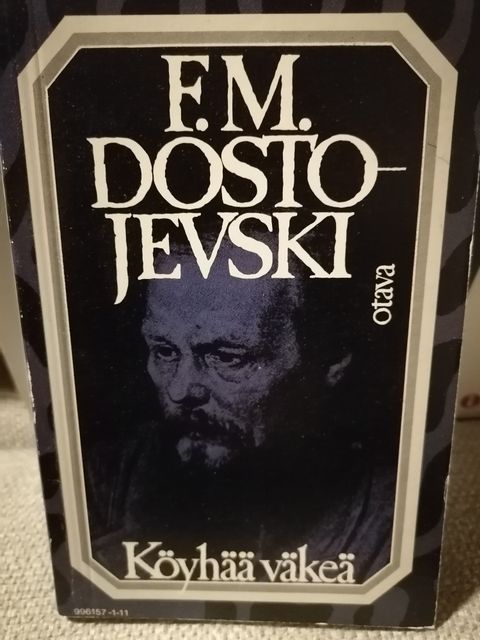 F. M.
DOSTO-
JEVSKI
otava
Köyhää väkeä
996157-1-11